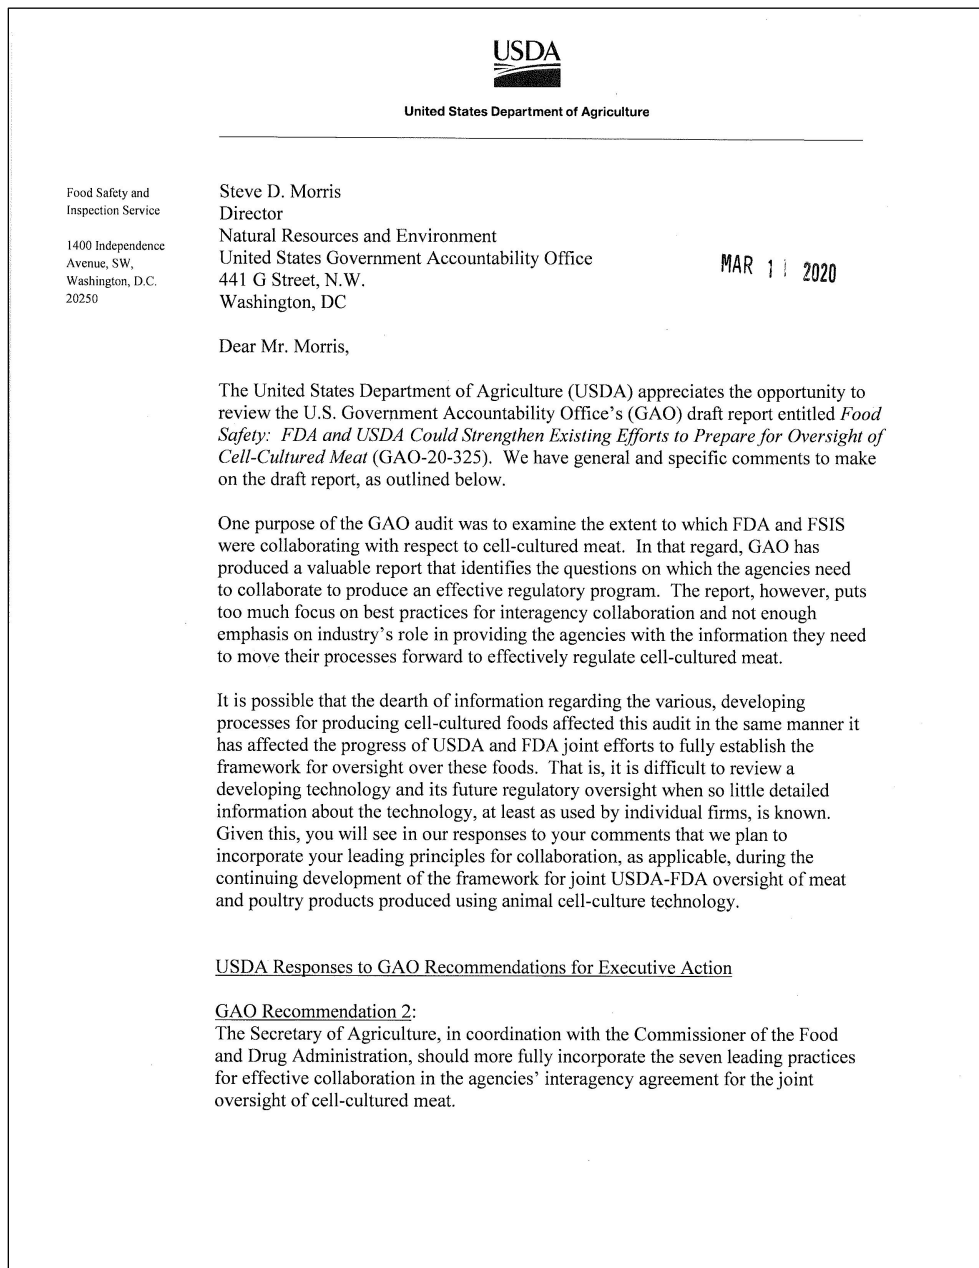 USDA
United States Department of Agriculture
Food Safety and
Inspection Service
1400 Independence
Avenue, SW,
Washington, D.C.
20250
Steve D. Morris
Director
Natural Resources and Environment
United States Government Accountability Office
441 G Street, N.W.
Washington, DC
MAR 11 2020
Dear Mr. Morris,
The United States Department of Agriculture (USDA) appreciates the opportunity to
review the U.S. Government Accountability Office's (GAO) draft report entitled Food
Safety: FDA and USDA Could Strengthen Existing Efforts to Prepare for Oversight of
Cell-Cultured Meat (GAO-20-325). We have general and specific comments to make
on the draft report, as outlined below.
One purpose of the GAO audit was to examine the extent to which FDA and FSIS
were collaborating with respect to cell-cultured meat. In that regard, GAO has
produced a valuable report that identifies the questions on which the agencies need
to collaborate to produce an effective regulatory program. The report, however, puts
too much focus on best practices for interagency collaboration and not enough
emphasis on industry's role in providing the agencies with the information they need
to move their processes forward to effectively regulate cell-cultured meat.
It is possible that the dearth of information regarding the various, developing
processes for producing cell-cultured foods affected this audit in the same manner it
has affected the progress of USDA and FDA joint efforts to fully establish the
framework for oversight over these foods. That is, it is difficult to review a
developing technology and its future regulatory oversight when so little detailed
information about the technology, at least as used by individual firms, is known.
Given this, you will see in our responses to your comments that we plan to
incorporate your leading principles for collaboration, as applicable, during the
continuing development of the framework for joint USDA-FDA oversight of meat
and poultry products produced using animal cell-culture technology.
USDA Responses to GAO Recommendations for Executive Action
GAO Recommendation 2:
The Secretary of Agriculture, in coordination with the Commissioner of the Food
and Drug Administration, should more fully incorporate the seven leading practices
for effective collaboration in the agencies' interagency agreement for the joint
oversight of cell-cultured meat.